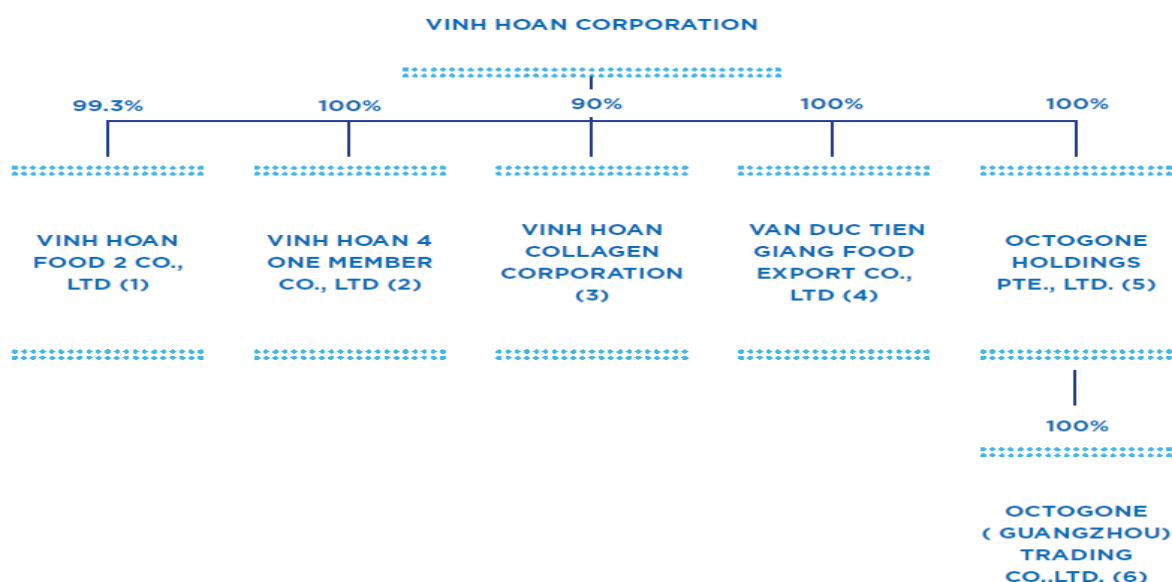 VINH HOAN CORPORATION
99.3%
100%
90%
100%
100%
VINH HOAN
FOOD 2 CO.,
LTD (1)
VINH HOAN 4
ONE MEMBER
CO., LTD (2)
VINH HOAN
COLLAGEN
CORPORATION
(3)
VAN DUC TIEN
GIANG FOOD
EXPORT CO.,
LTD (4)
OCTOGONE
HOLDINGS
PTE., LTD. (5)
100%
OCTOGONE
( GUANGZHOU)
TRADING
CO.,LTD. (6)